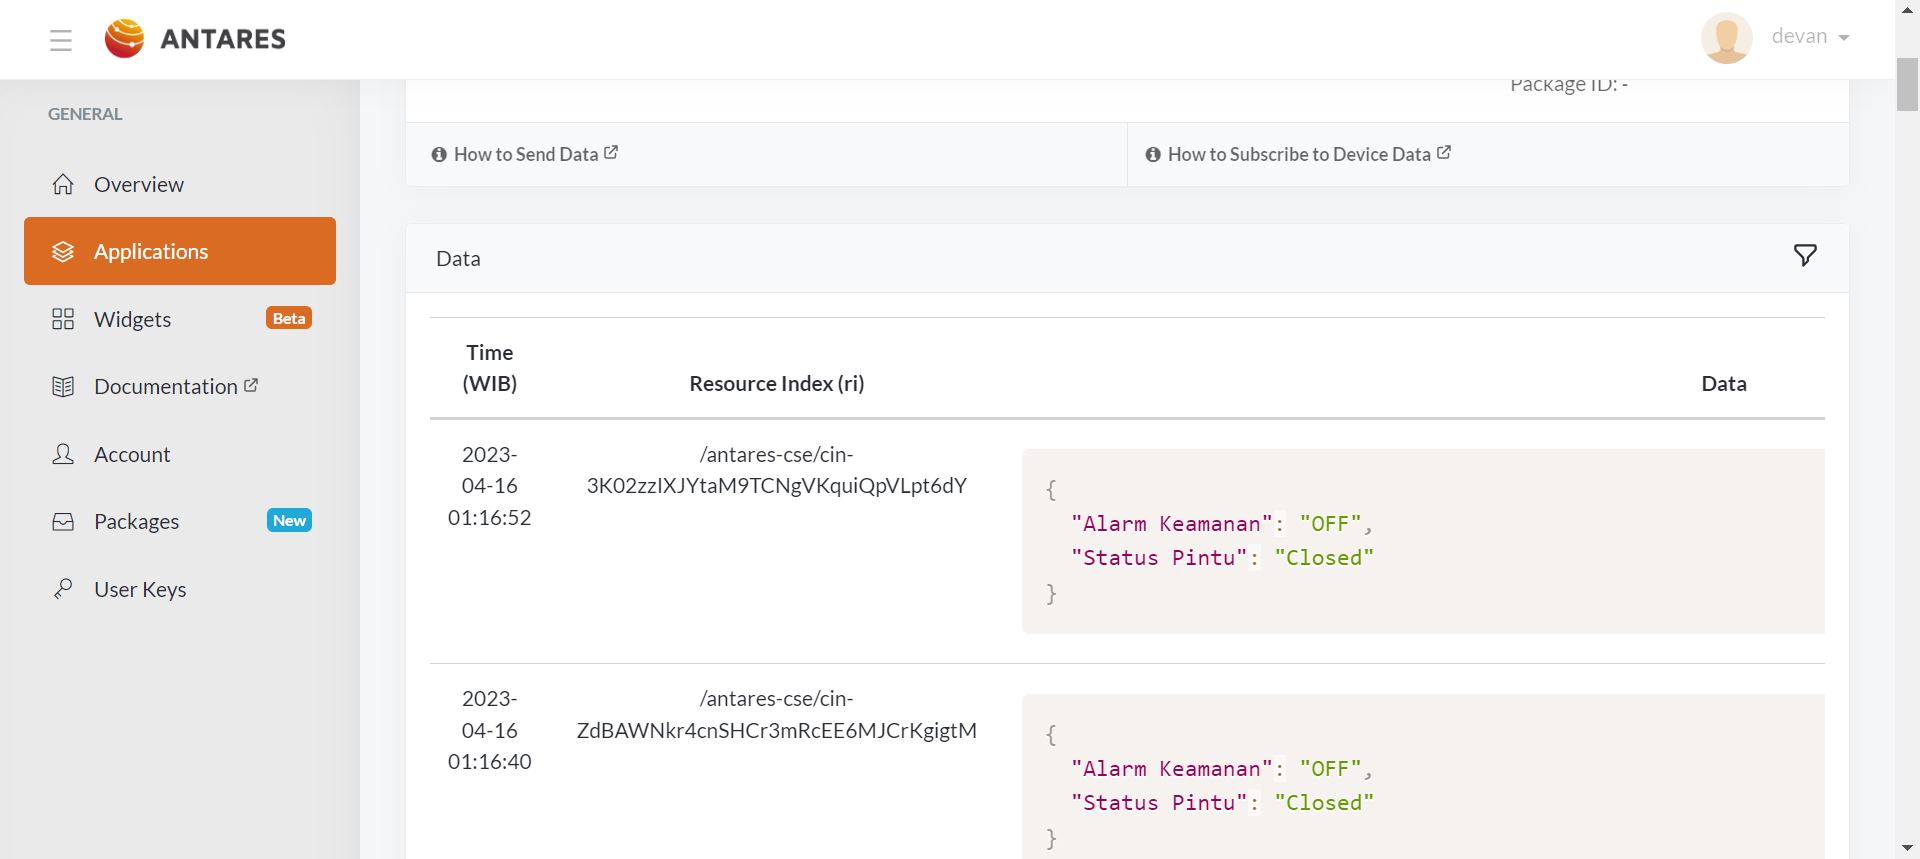 ANTARES
devan
GENERAL
Overview
Applications
Widgets Beta
Documentation
Account
Packages New
User Keys
Package ID: -
How to Send Data
How to Subscribe to Device Data
Data
Time
(WIB)
Resource Index (ri)
Data
2023-
04-16
01:16:52
/antares-cse/cin-
3K02zzIXJYtaM9TCNgVKquiQpVLpt6dY
{
"Alarm Keamanan": "OFF",
"Status Pintu": "Closed"
}
2023-
04-16
01:16:40
/antares-cse/cin-
ZdBAWNkr4cnSHCr3mRcEE6MJCrKgigtM
{
"Alarm Keamanan": "OFF",
"Status Pintu": "Closed"
}